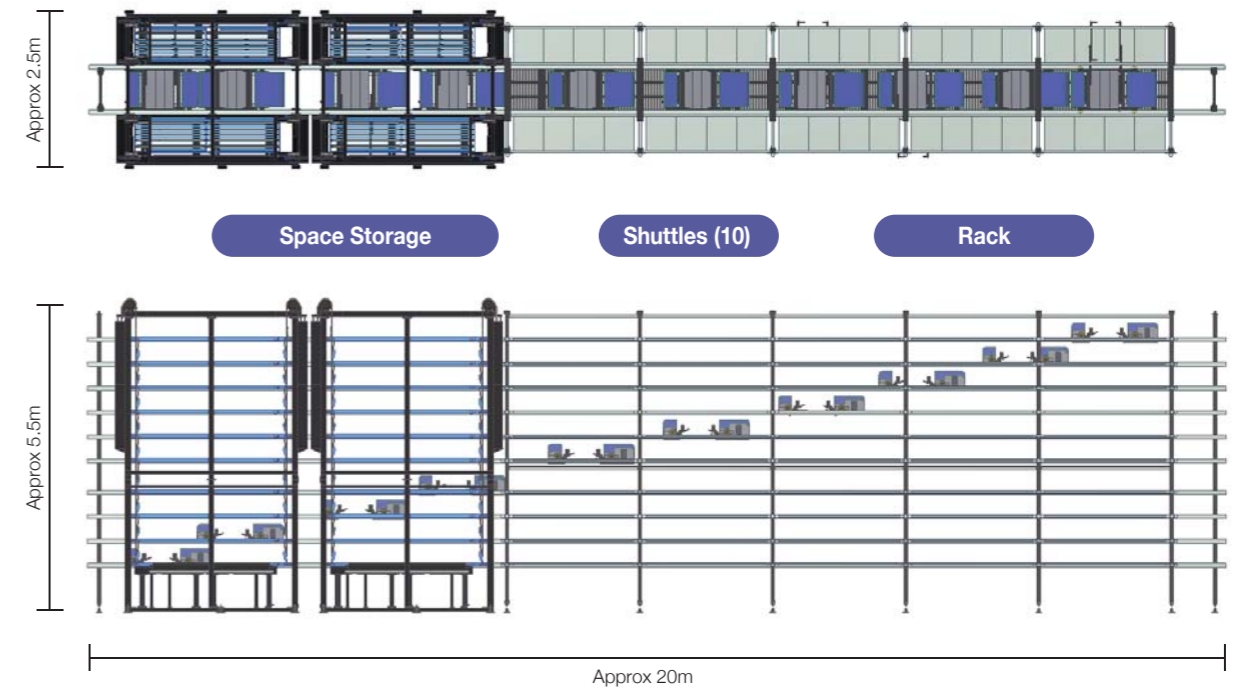 Approx 2.5m
Space Storage
Shuttles (10)
Rack
Approx 5.5m
Approx 20m